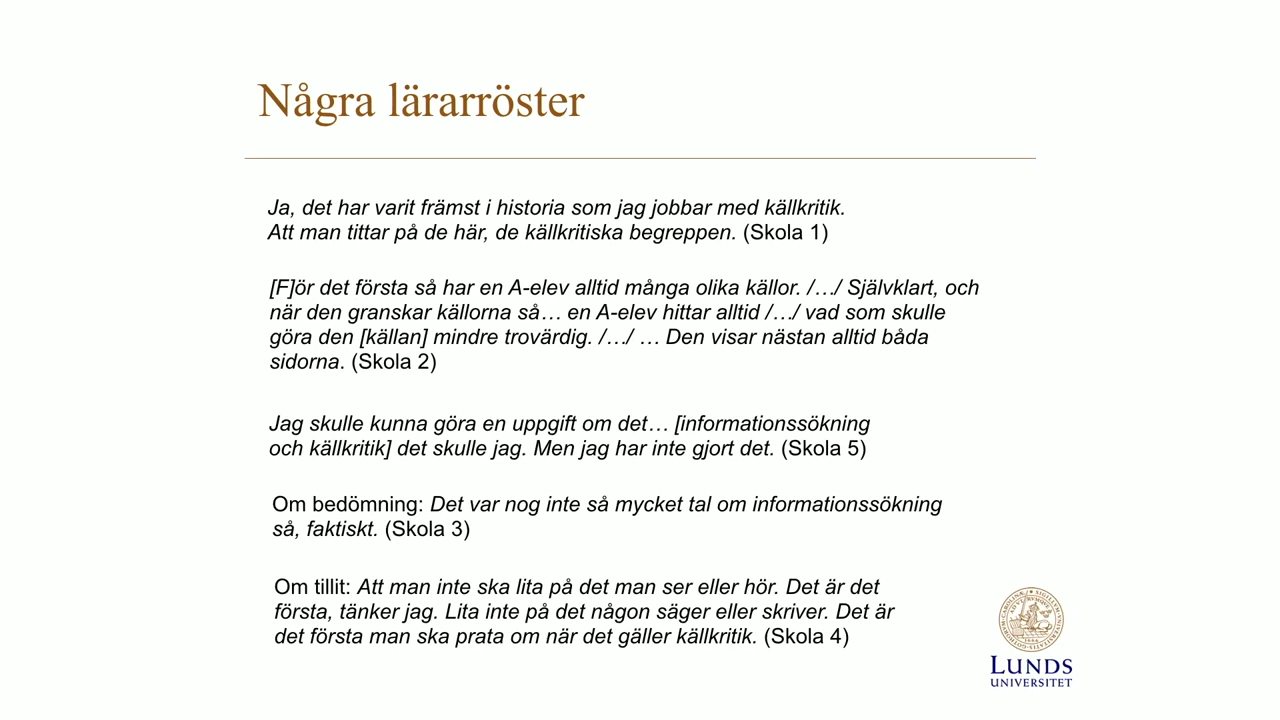 Några lärarröster
Ja, det har varit främst i historia som jag jobbar med källkritik.
Att man tittar på de här, de källkritiska begreppen. (Skola 1)
[F]ör det första så har en A-elev alltid många olika källor. /…/ Självklart, och
när den granskar källorna så… en A-elev hittar alltid /…/ vad som skulle
göra den [källan] mindre trovärdig. /…/ … Den visar nästan alltid båda
sidorna. (Skola 2)
Jag skulle kunna göra en uppgift om det… [informationssökning
och källkritik] det skulle jag. Men jag har inte gjort det. (Skola 5)
Om bedömning: Det var nog inte så mycket tal om informationssökning
så, faktiskt. (Skola 3)
Om tillit: Att man inte ska lita på det man ser eller hör. Det är det
första, tänker jag. Lita inte på det någon säger eller skriver. Det är
det första man ska prata om när det gäller källkritik. (Skola 4)
LUNDS
UNIVERSITET